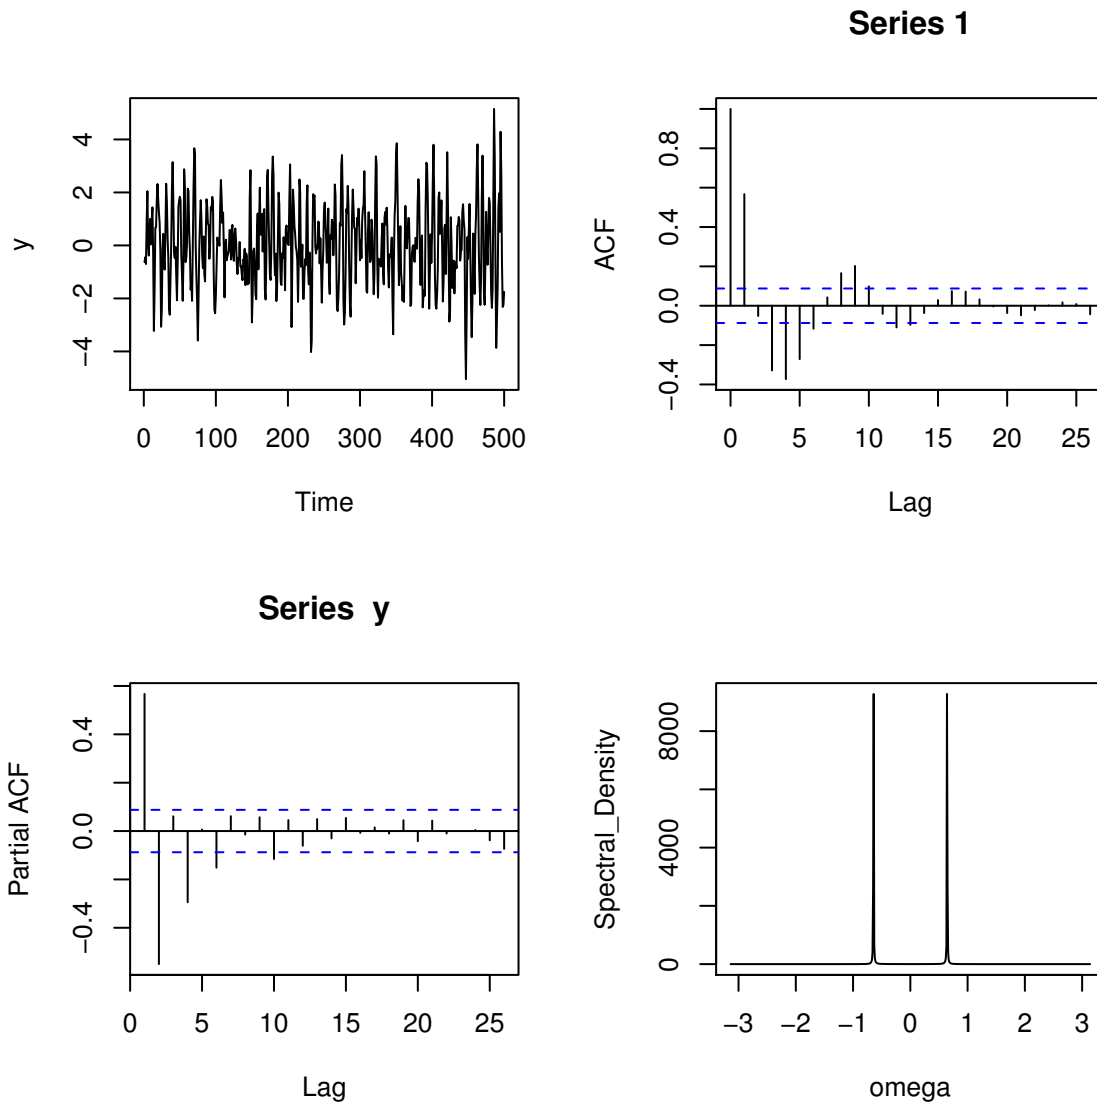 Series 1
y
4
2
0
−2
−4
0 100 200 300 400 500
Time
ACF
0.8
0.4
0.0
−0.4
0 5 10 15 20 25
Lag
Series y
Partial ACF
0.4
0.0
−0.4
0 5 10 15 20 25
Lag
Spectral_Density
8000
4000
0
−3 −2 −1 0 1 2 3
omega